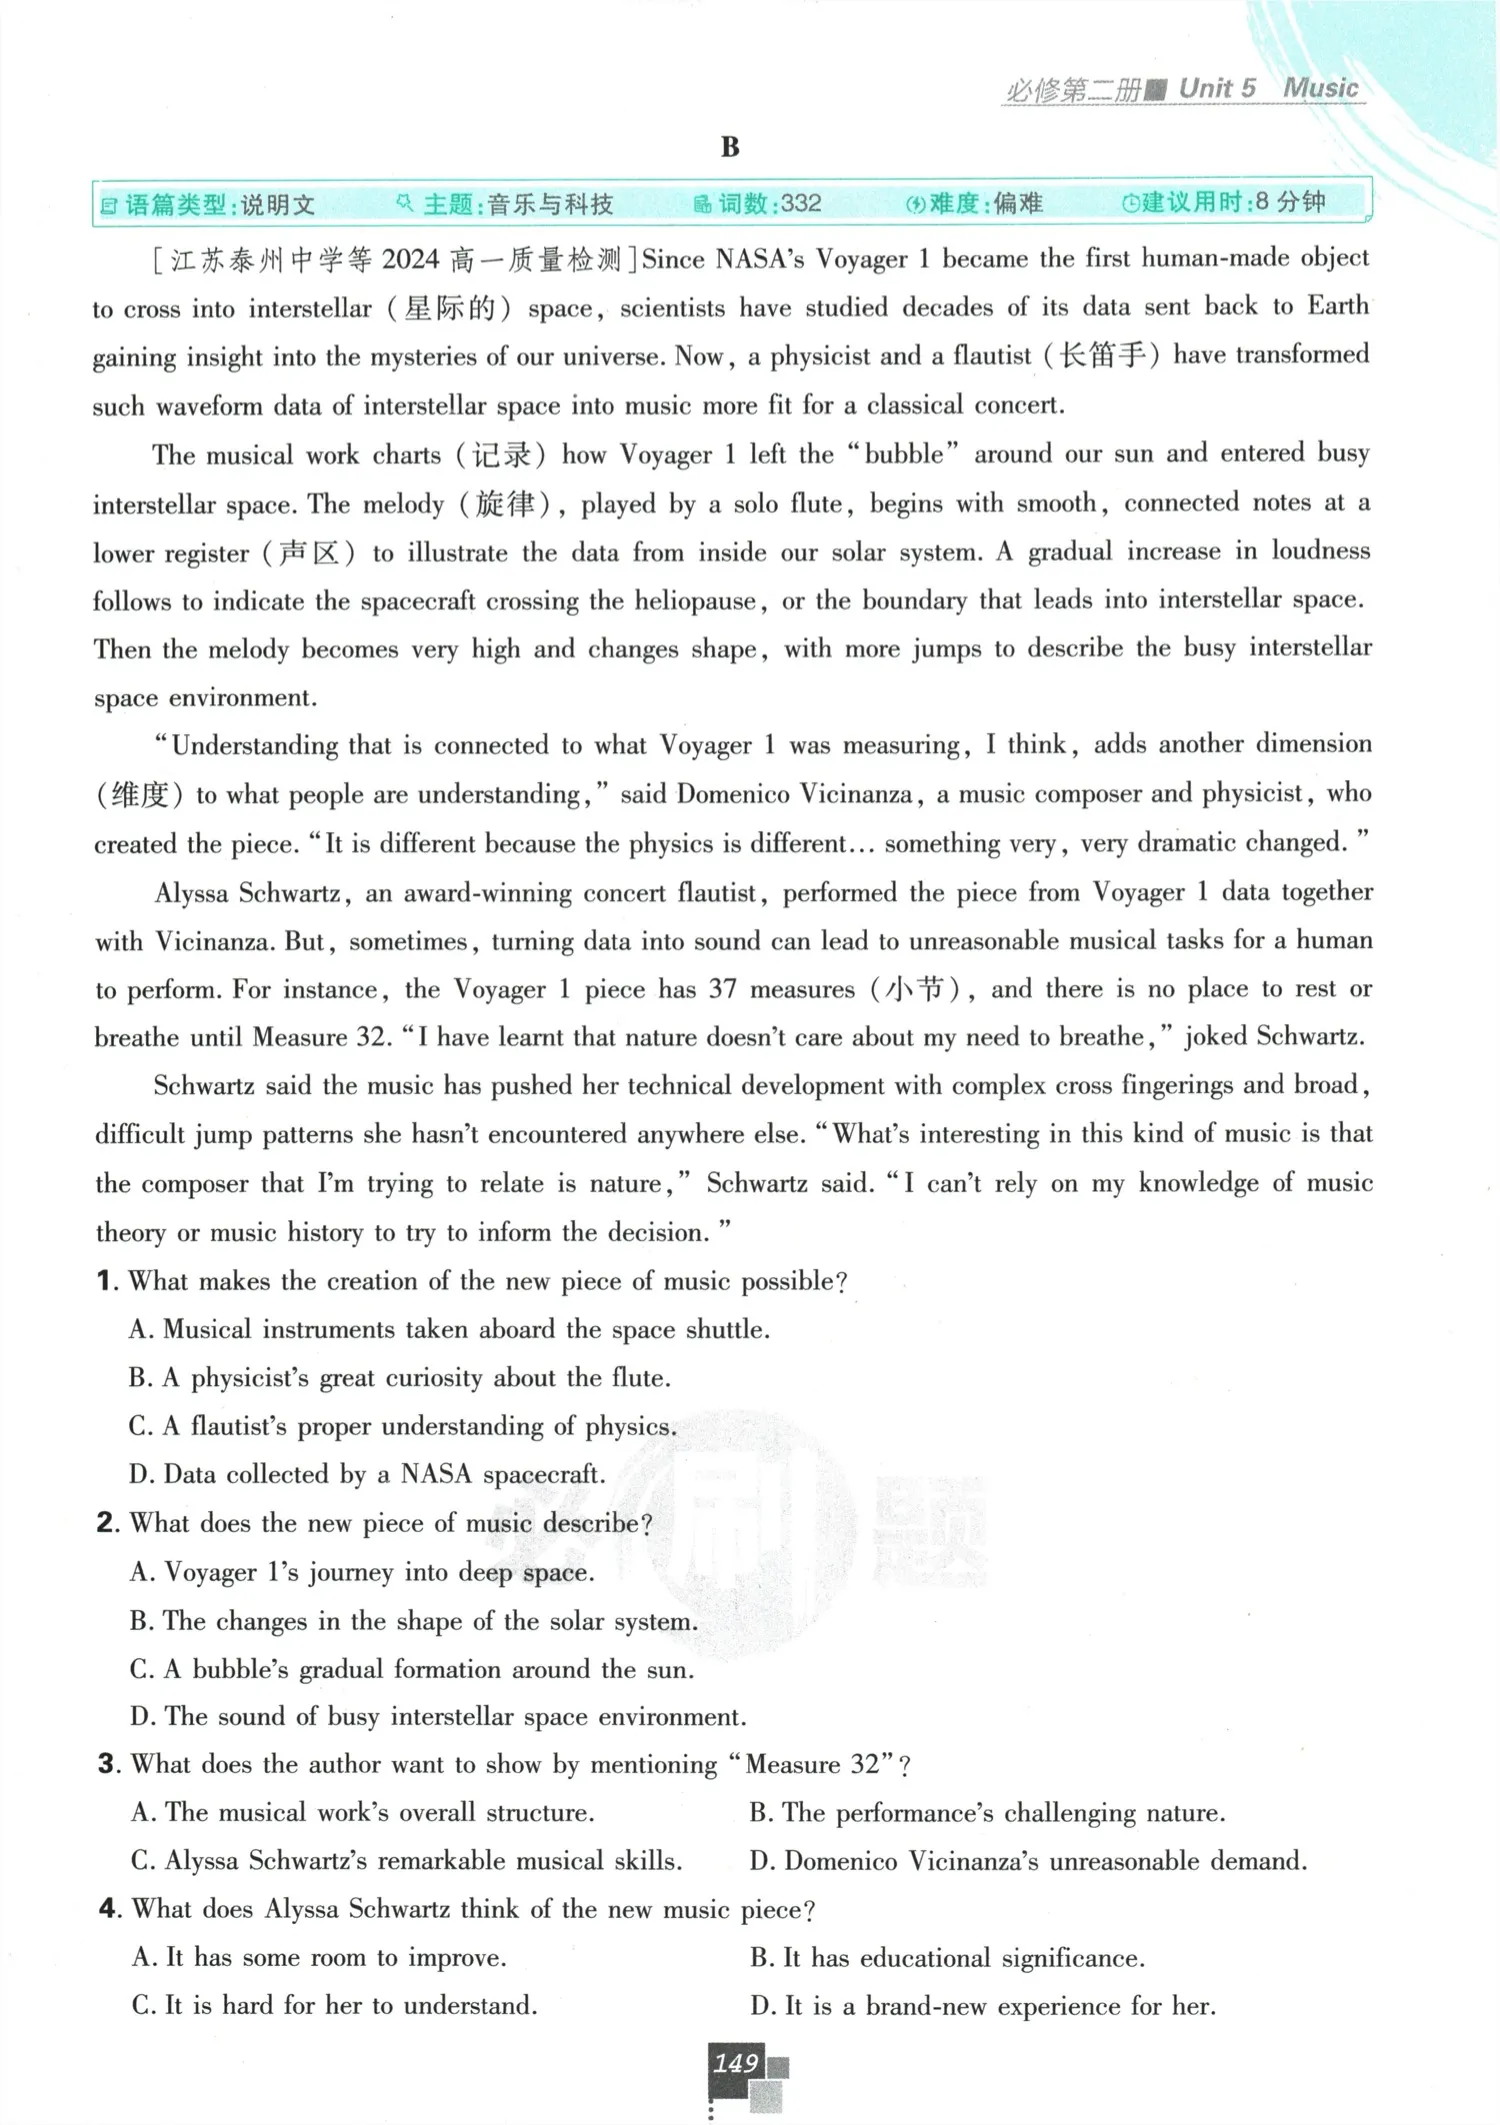 必修第二册 Unit 5 Music
B
语篇类型:说明文 主题:音乐与科技 词数:332 难度:偏难 建议用时:8 分钟
[江苏泰州中学等 2024 高一质量检测]Since NASA's Voyager 1 became the first human-made object
to cross into interstellar (星际的) space, scientists have studied decades of its data sent back to Earth
gaining insight into the mysteries of our universe. Now, a physicist and a flautist (长笛手) have transformed
such waveform data of interstellar space into music more fit for a classical concert.
The musical work charts (记录) how Voyager 1 left the “bubble” around our sun and entered busy
interstellar space. The melody (旋律), played by a solo flute, begins with smooth, connected notes at a
lower register (声区) to illustrate the data from inside our solar system. A gradual increase in loudness
follows to indicate the spacecraft crossing the heliopause, or the boundary that leads into interstellar space.
Then the melody becomes very high and changes shape, with more jumps to describe the busy interstellar
space environment.
“Understanding that is connected to what Voyager 1 was measuring, I think, adds another dimension
(维度) to what people are understanding,” said Domenico Vicinanza, a music composer and physicist, who
created the piece. “It is different because the physics is different... something very, very dramatic changed.”
Alyssa Schwartz, an award-winning concert flautist, performed the piece from Voyager 1 data together
with Vicinanza. But, sometimes, turning data into sound can lead to unreasonable musical tasks for a human
to perform. For instance, the Voyager 1 piece has 37 measures (小节), and there is no place to rest or
breathe until Measure 32. “I have learnt that nature doesn't care about my need to breathe,” joked Schwartz.
Schwartz said the music has pushed her technical development with complex cross fingerings and broad,
difficult jump patterns she hasn't encountered anywhere else. “What's interesting in this kind of music is that
the composer that I'm trying to relate is nature,” Schwartz said. “I can't rely on my knowledge of music
theory or music history to try to inform the decision.”
1. What makes the creation of the new piece of music possible?
A. Musical instruments taken aboard the space shuttle.
B. A physicist's great curiosity about the flute.
C. A flautist's proper understanding of physics.
D. Data collected by a NASA spacecraft.
2. What does the new piece of music describe?
A. Voyager 1's journey into deep space.
B. The changes in the shape of the solar system.
C. A bubble's gradual formation around the sun.
D. The sound of busy interstellar space environment.
3. What does the author want to show by mentioning “Measure 32”?
A. The musical work's overall structure. B. The performance's challenging nature.
C. Alyssa Schwartz's remarkable musical skills. D. Domenico Vicinanza's unreasonable demand.
4. What does Alyssa Schwartz think of the new music piece?
A. It has some room to improve. B. It has educational significance.
C. It is hard for her to understand. D. It is a brand-new experience for her.
必刷题
149